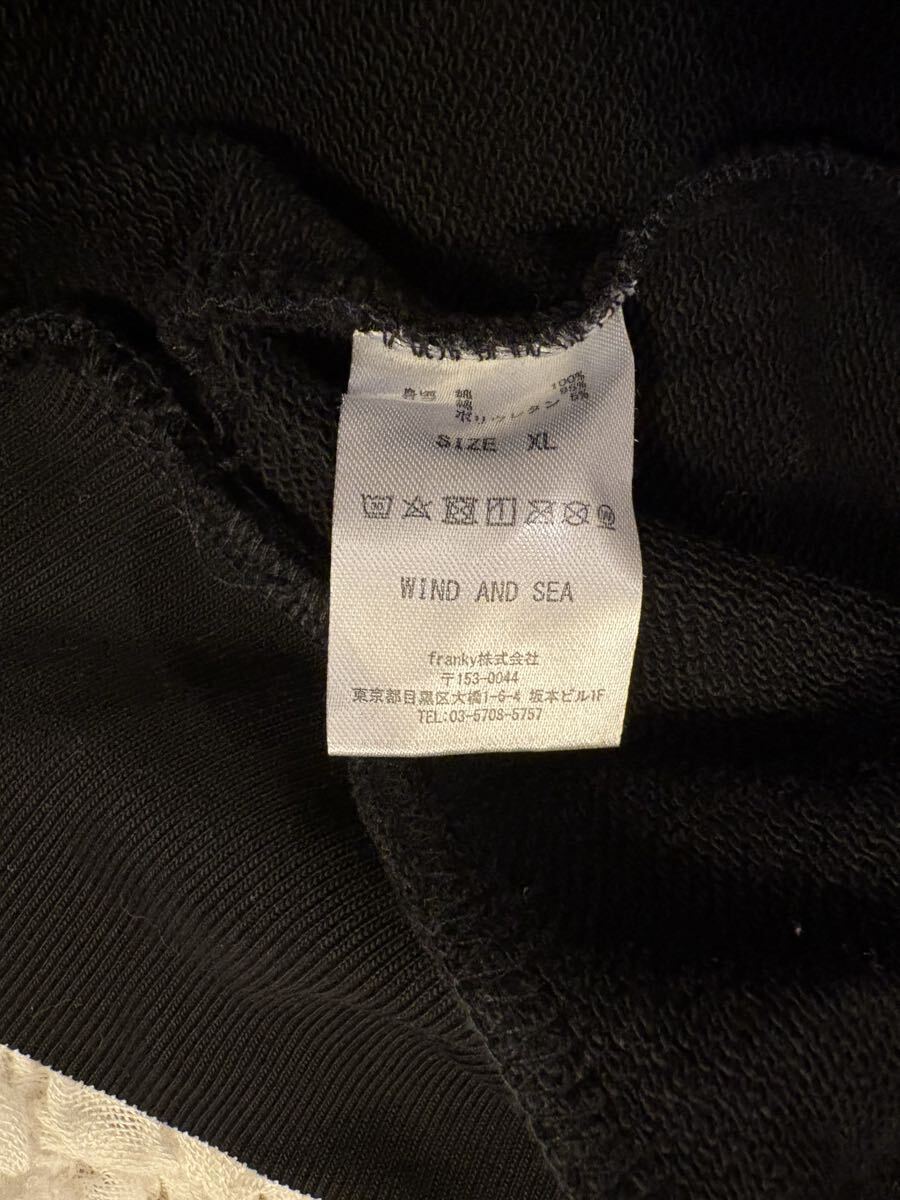 身頃 綿 100%
綿 95%
ポリウレタン 5%
SIZE XL
30
WIND AND SEA
franky株式会社
〒153-0044
東京都目黒区大橋1-6-4 坂本ビル1F
TEL:03-5708-5757